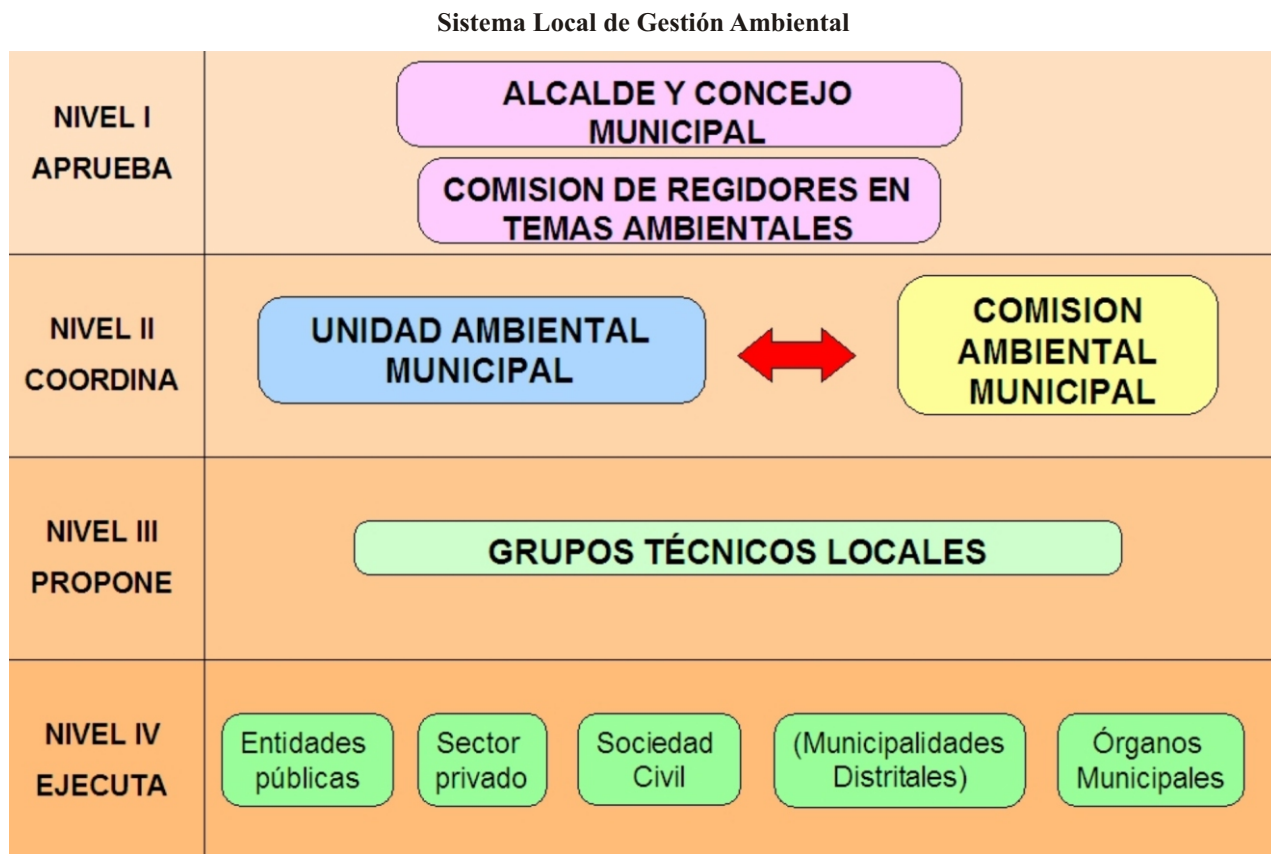 Sistema Local de Gestión Ambiental
NIVEL I
APRUEBA
ALCALDE Y CONCEJO
MUNICIPAL
COMISION DE REGIDORES EN
TEMAS AMBIENTALES
NIVEL II
COORDINA
UNIDAD AMBIENTAL
MUNICIPAL
COMISION
AMBIENTAL
MUNICIPAL
NIVEL III
PROPONE
GRUPOS TÉCNICOS LOCALES
NIVEL IV
EJECUTA
Entidades
públicas
Sector
privado
Sociedad
Civil
(Municipalidades
Distritales)
Órganos
Municipales